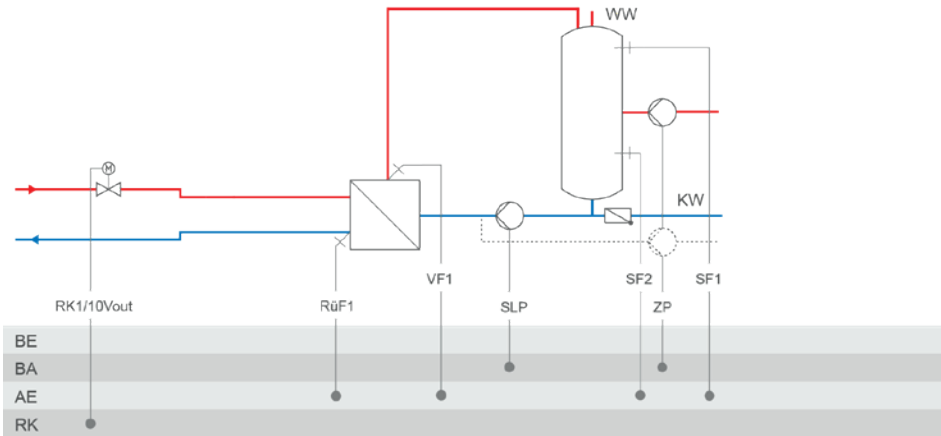 WW
M
KW
VF1
SF2
SF1
RK1/10Vout
RüF1
SLP
ZP
BE
BA
AE
RK